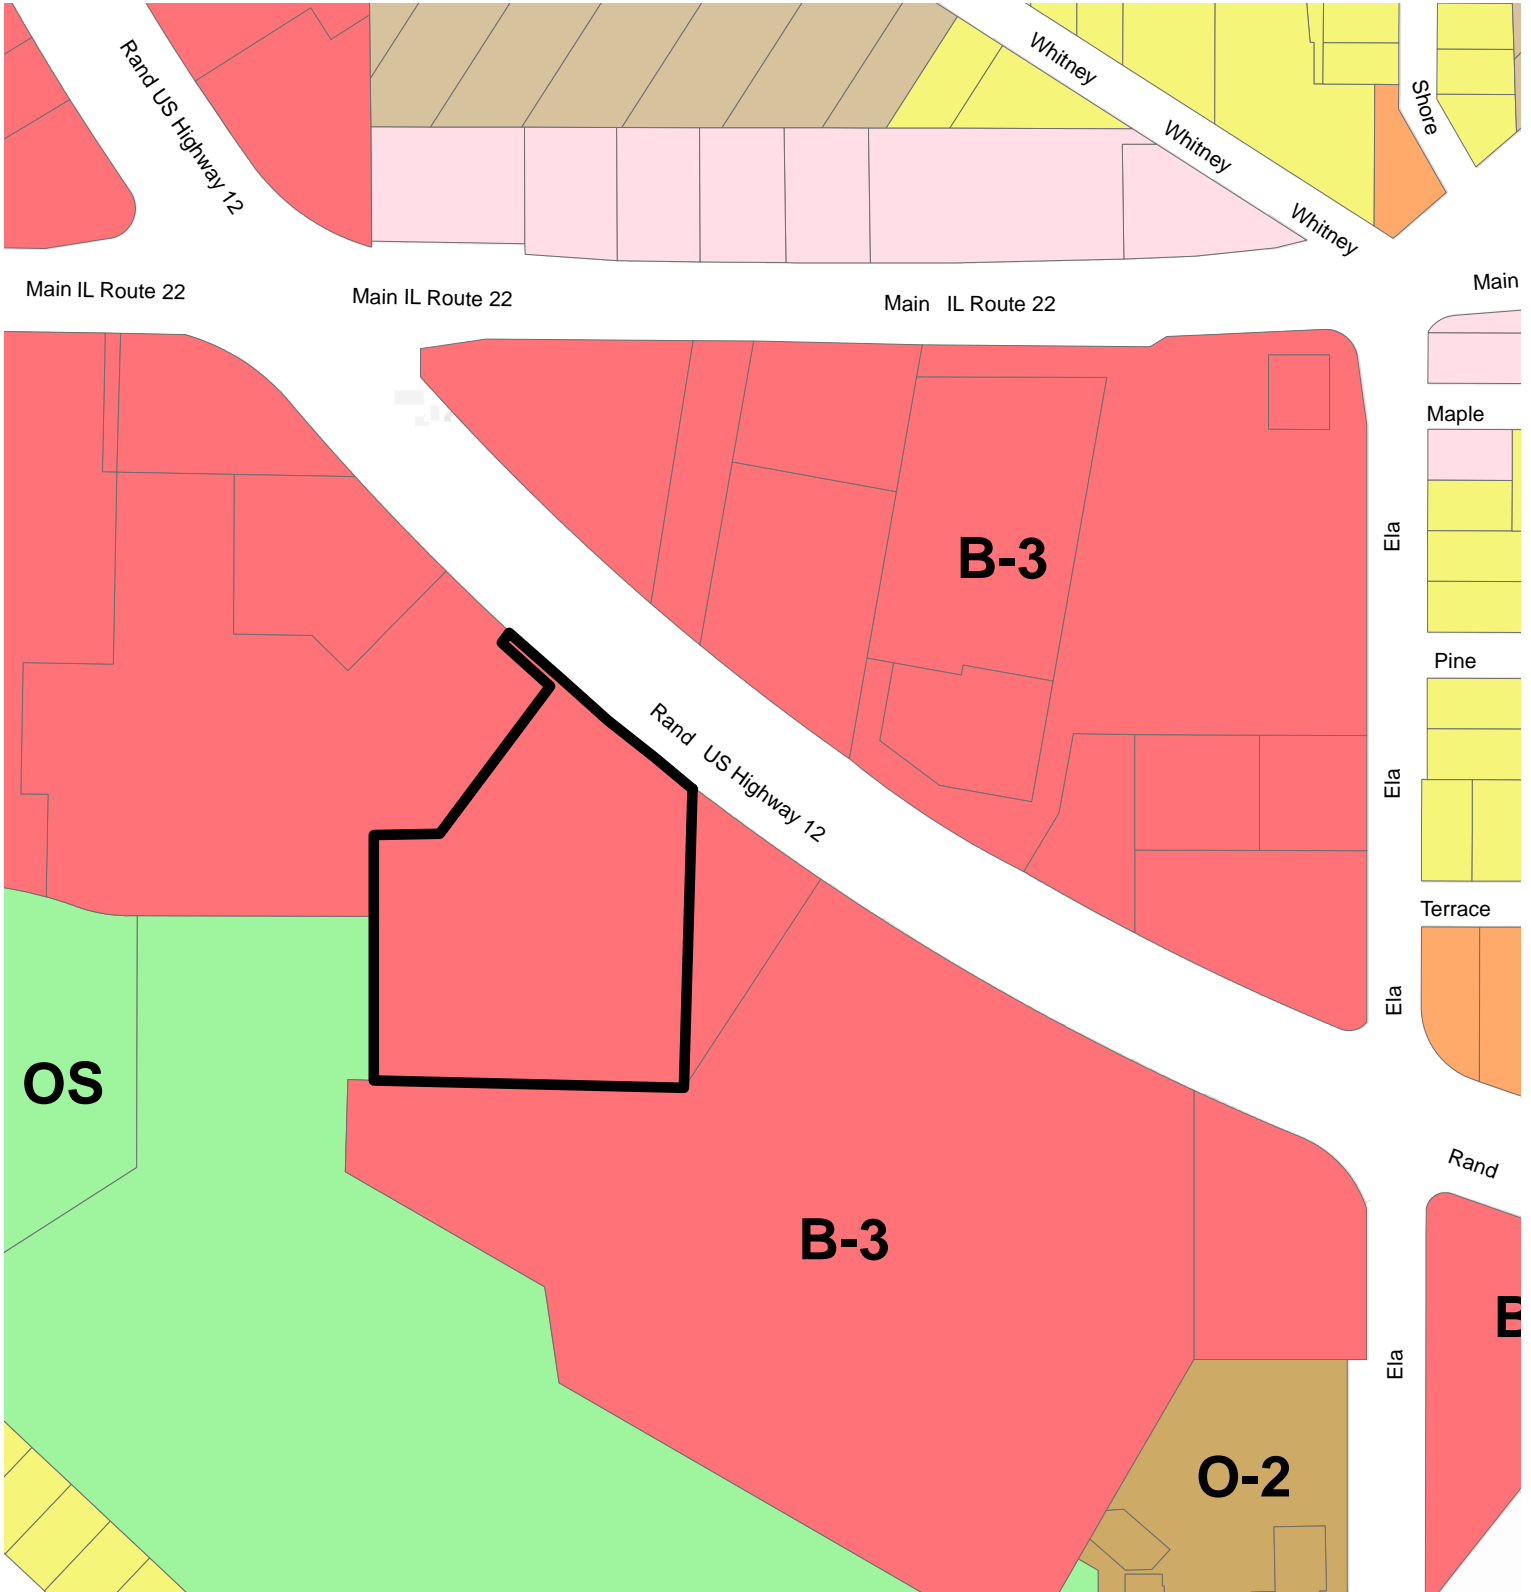 Whitney
Rand US Highway 12
Shore
Whitney
Whitney
Main IL Route 22
Main IL Route 22
Main IL Route 22
Main
Maple
Ela
B-3
Pine
Rand US Highway 12
Ela
Terrace
Ela
OS
Rand
B-3
B
Ela
O-2